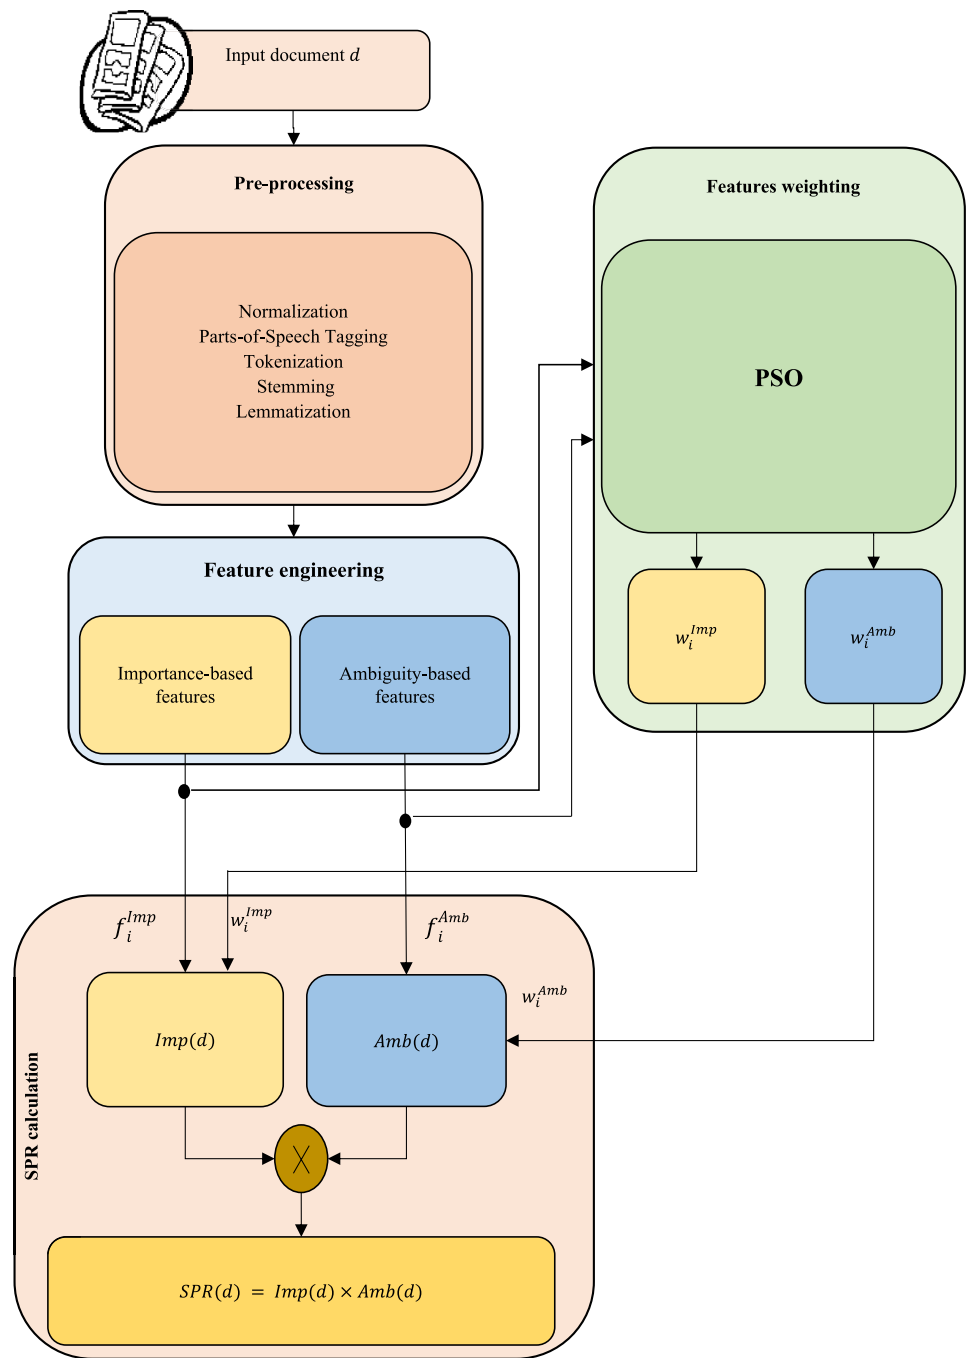 Input document d
Pre-processing
Normalization
Parts-of-Speech Tagging
Tokenization
Stemming
Lemmatization
Features weighting
PSO
w_i^{Imp}
w_i^{Amb}
Feature engineering
Importance-based
features
Ambiguity-based
features
f_i^{Imp}
w_i^{Imp}
f_i^{Amb}
w_i^{Amb}
Imp(d)
Amb(d)
SPR calculation
X
SPR(d) = Imp(d) × Amb(d)